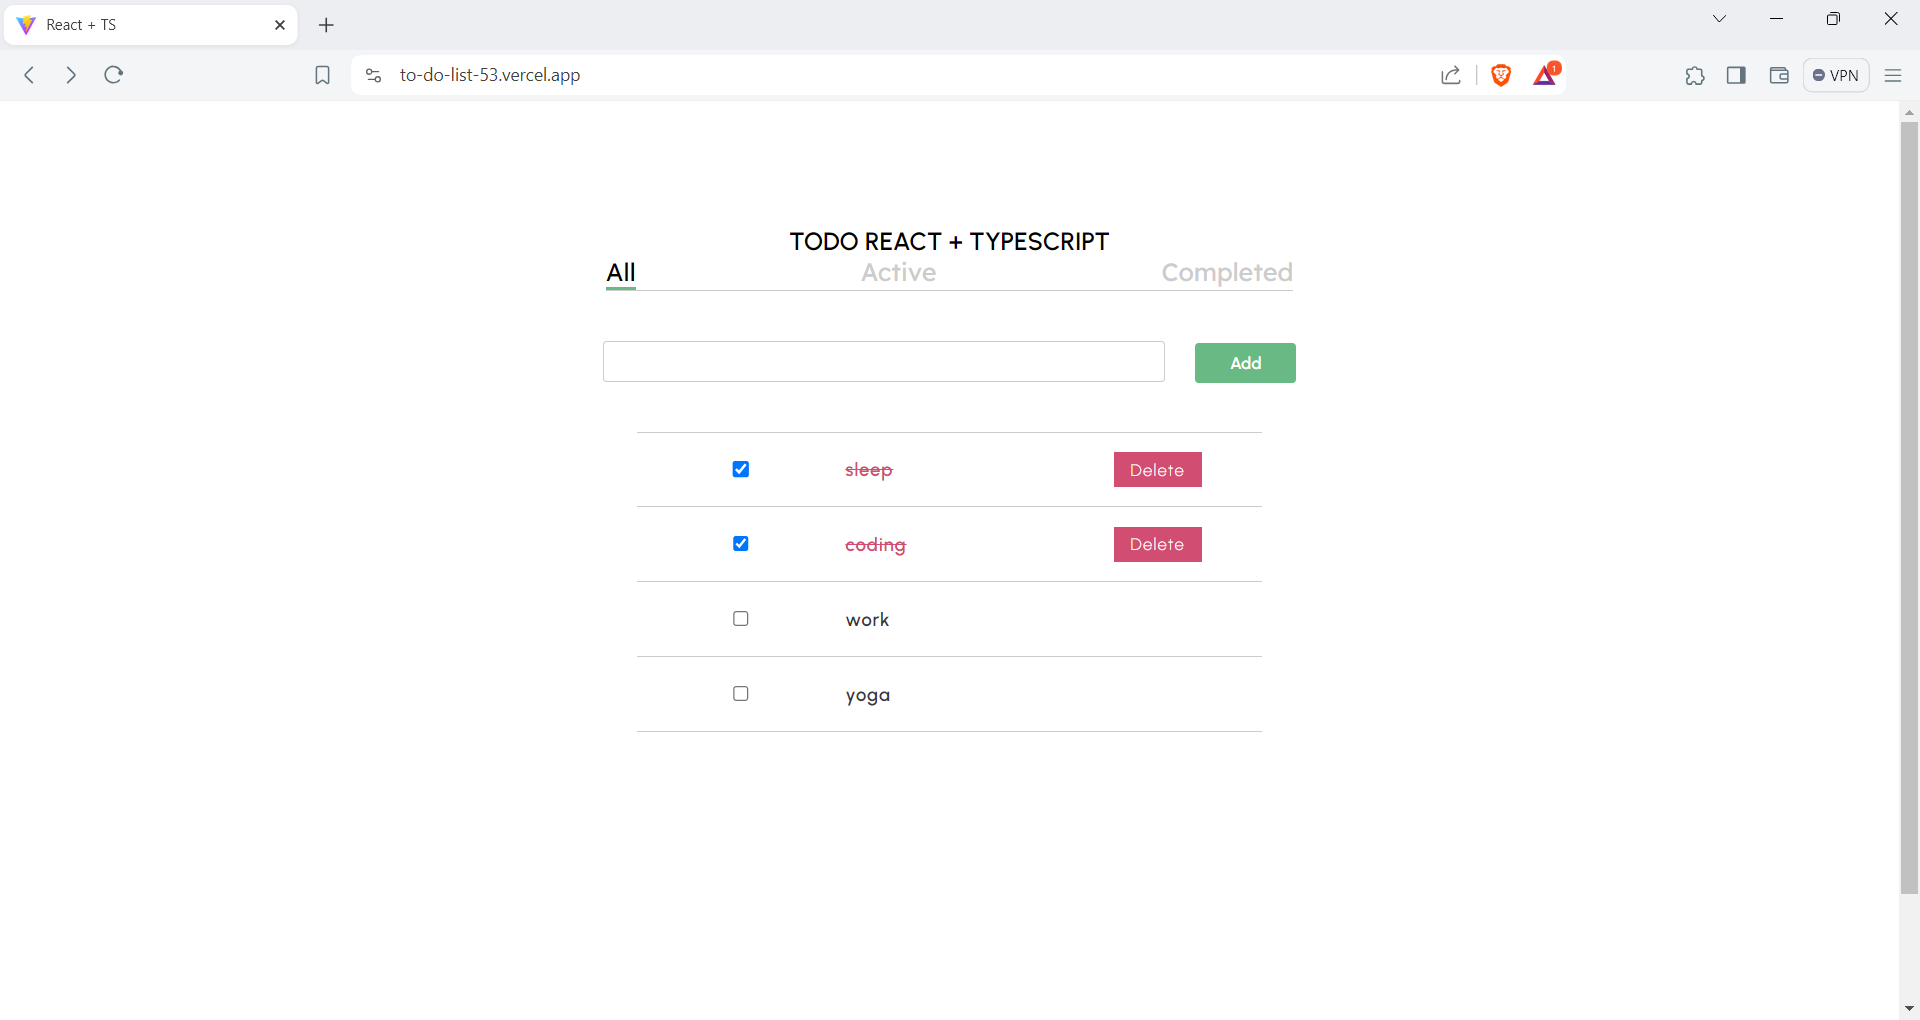 React + TS
to-do-list-53.vercel.app
1
VPN
TODO REACT + TYPESCRIPT
All Active Completed
Add
sleep Delete
coding Delete
work
yoga